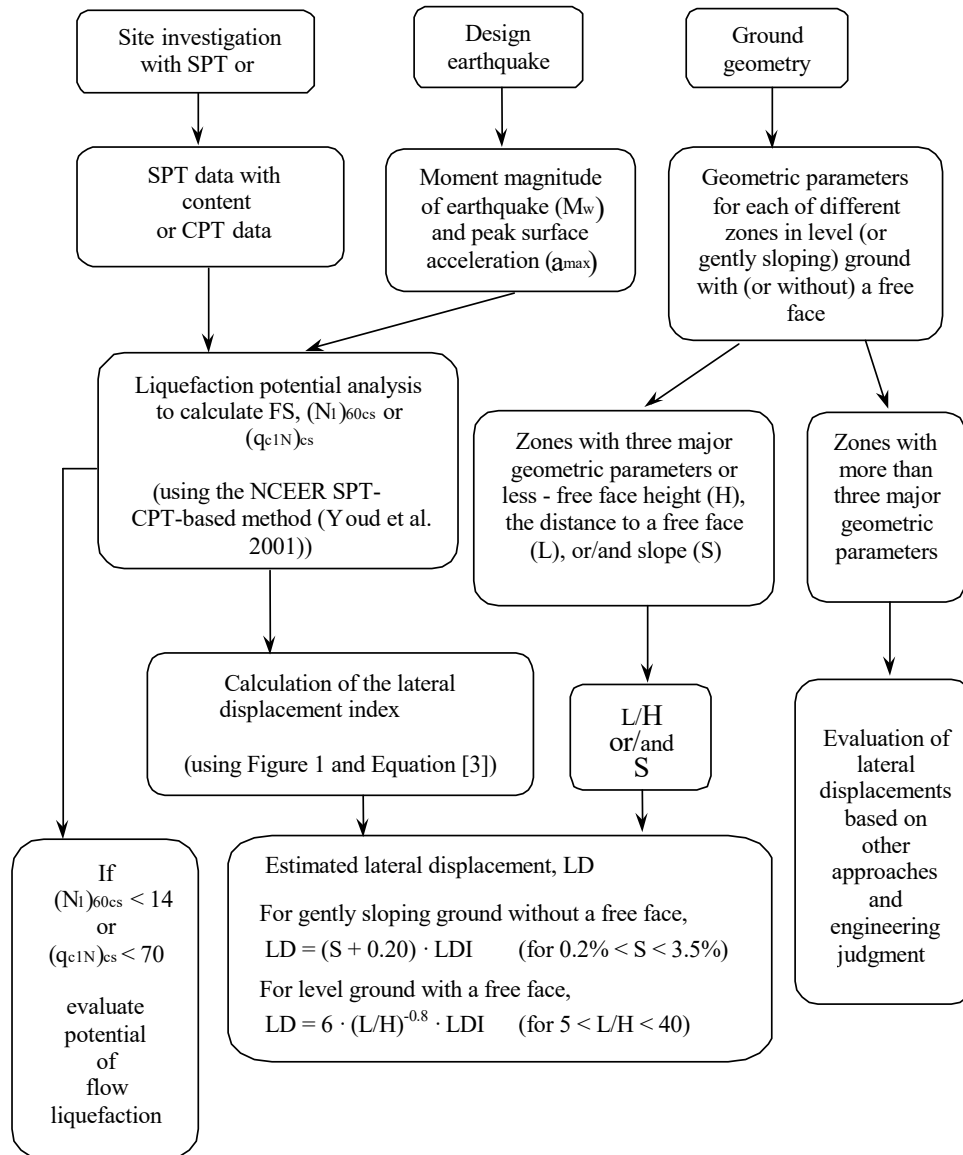 Site investigation
with SPT or
Design
earthquake
Ground
geometry
SPT data with
content
or CPT data
Moment magnitude
of earthquake (Mw)
and peak surface
acceleration (amax)
Geometric parameters
for each of different
zones in level (or
gently sloping) ground
with (or without) a free
face
Liquefaction potential analysis
to calculate FS, (N1)60cs or
(qc1N)cs
(using the NCEER SPT-
CPT-based method (Youd et al.
2001))
Zones with three major
geometric parameters or
less - free face height (H),
the distance to a free face
(L), or/and slope (S)
Zones with
more than
three major
geometric
parameters
Calculation of the lateral
displacement index
(using Figure 1 and Equation [3])
L/H
or/and
S
Evaluation of
lateral
displacements
based on
other
approaches
and
engineering
judgment
If
(N1)60cs < 14
or
(qc1N)cs < 70
evaluate
potential
of
flow
liquefaction
Estimated lateral displacement, LD
For gently sloping ground without a free face,
LD = (S + 0.20) · LDI (for 0.2% < S < 3.5%)
For level ground with a free face,
LD = 6 · (L/H)-0.8 · LDI (for 5 < L/H < 40)